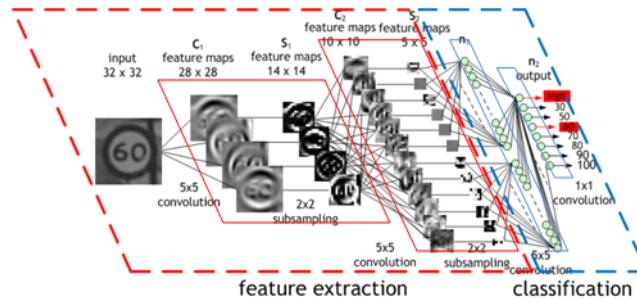 input
32 x 32
C1
feature maps
28 x 28
S1
feature maps
14 x 14
C2
feature maps
10 x 10
S2
feature maps
5 x 5
n1
n2
output
sign
30
50
60
70
80
90
100
60
5x5
convolution
2x2
subsampling
5x5
convolution
2x2
subsampling
convolution
1x1
convolution
feature extraction
classification